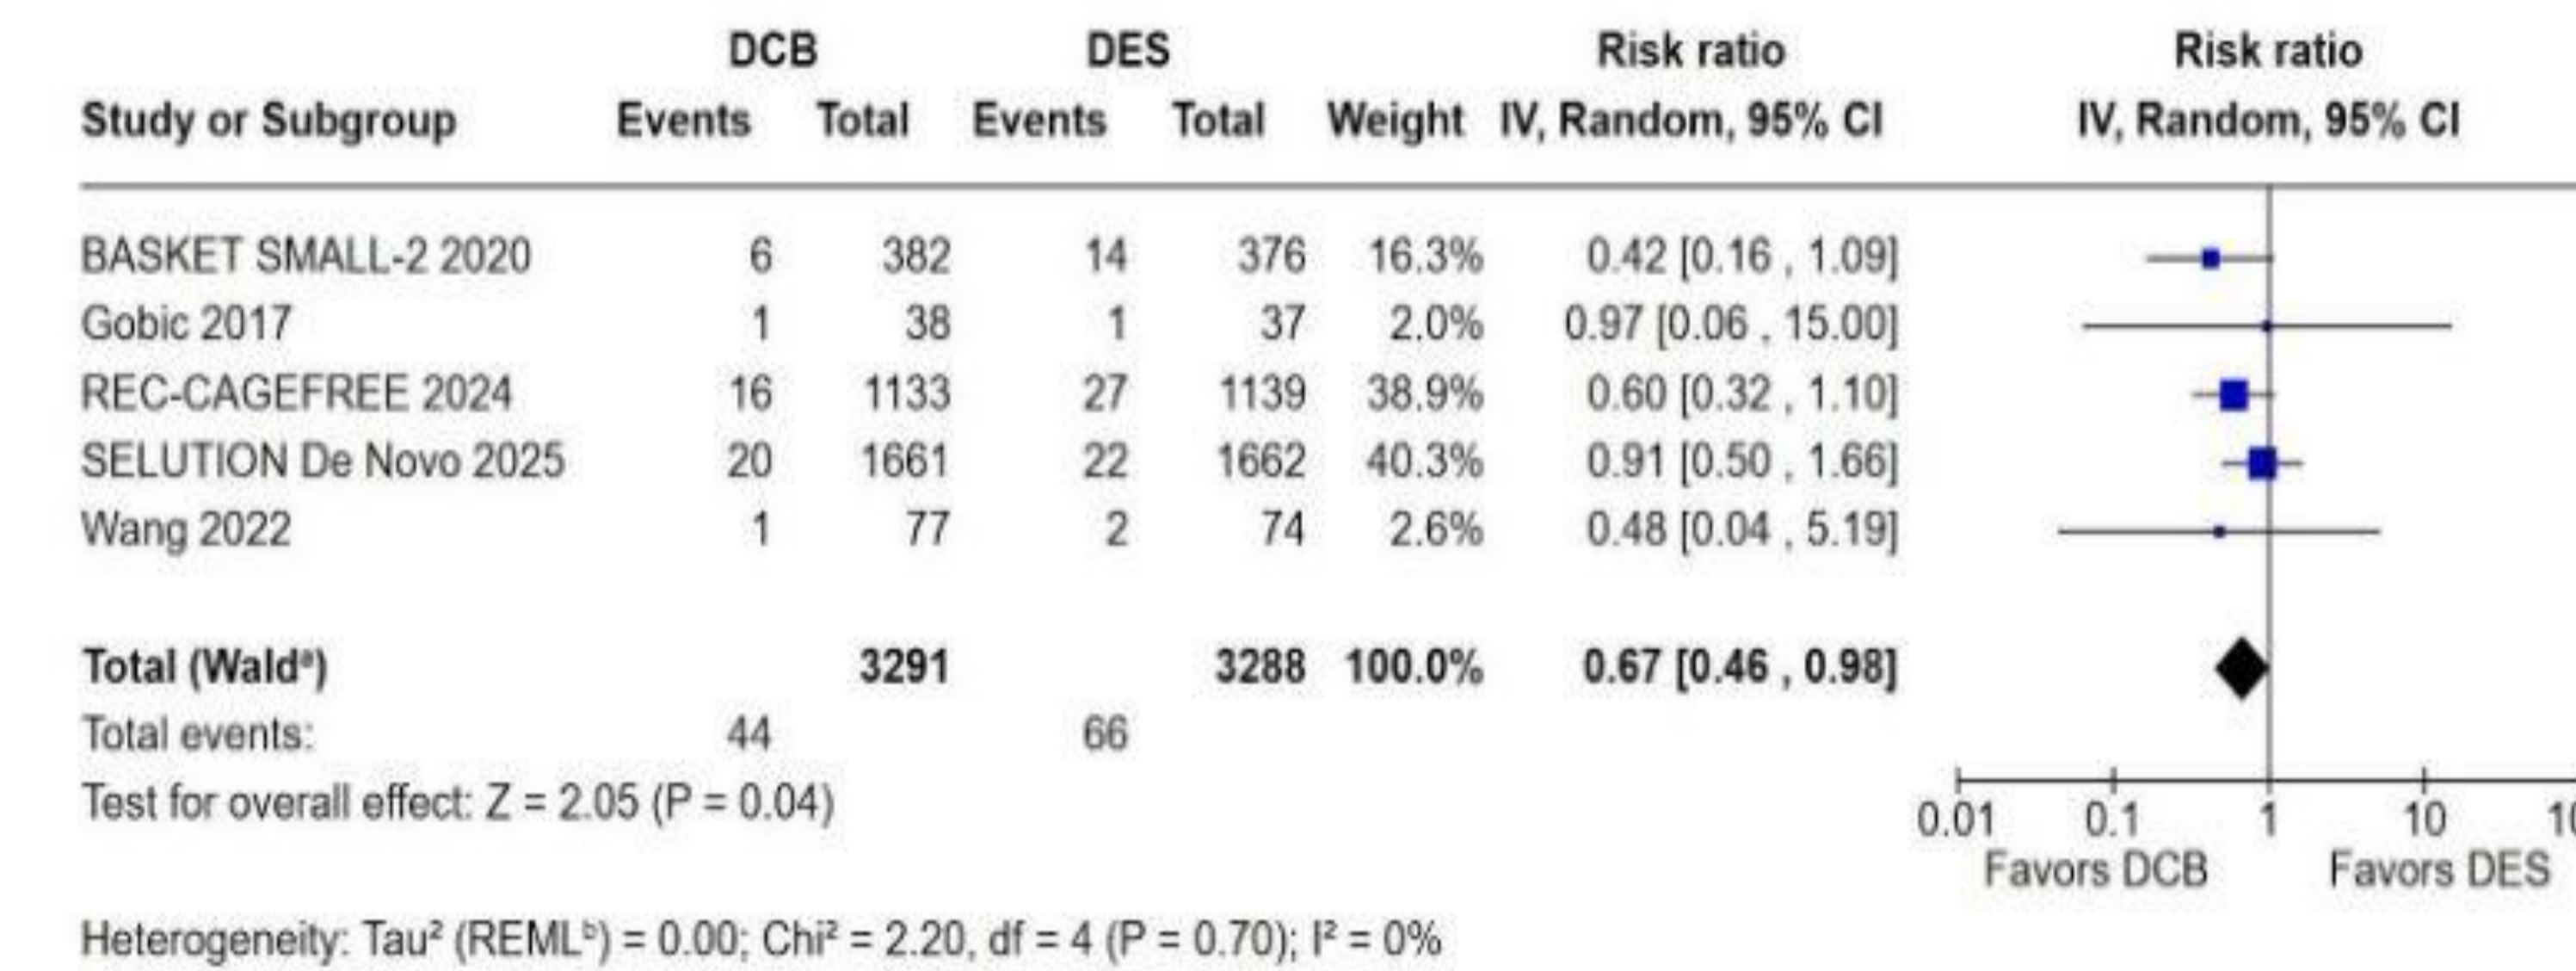 DCB DES Risk ratio Risk ratio
Study or Subgroup Events Total Events Total Weight IV, Random, 95% CI IV, Random, 95% CI
BASKET SMALL-2 2020 6 382 14 376 16.3% 0.42 [0.16 , 1.09]
Gobic 2017 1 38 1 37 2.0% 0.97 [0.06 , 15.00]
REC-CAGEFREE 2024 16 1133 27 1139 38.9% 0.60 [0.32 , 1.10]
SELUTION De Novo 2025 20 1661 22 1662 40.3% 0.91 [0.50 , 1.66]
Wang 2022 1 77 2 74 2.6% 0.48 [0.04 , 5.19]
Total (Waldᵃ) 3291 3288 100.0% 0.67 [0.46 , 0.98]
Total events: 44 66
Test for overall effect: Z = 2.05 (P = 0.04)
0.01 0.1 1 10
Favors DCB Favors DES
Heterogeneity: Tau² (REMLᵇ) = 0.00; Chi² = 2.20, df = 4 (P = 0.70); I² = 0%